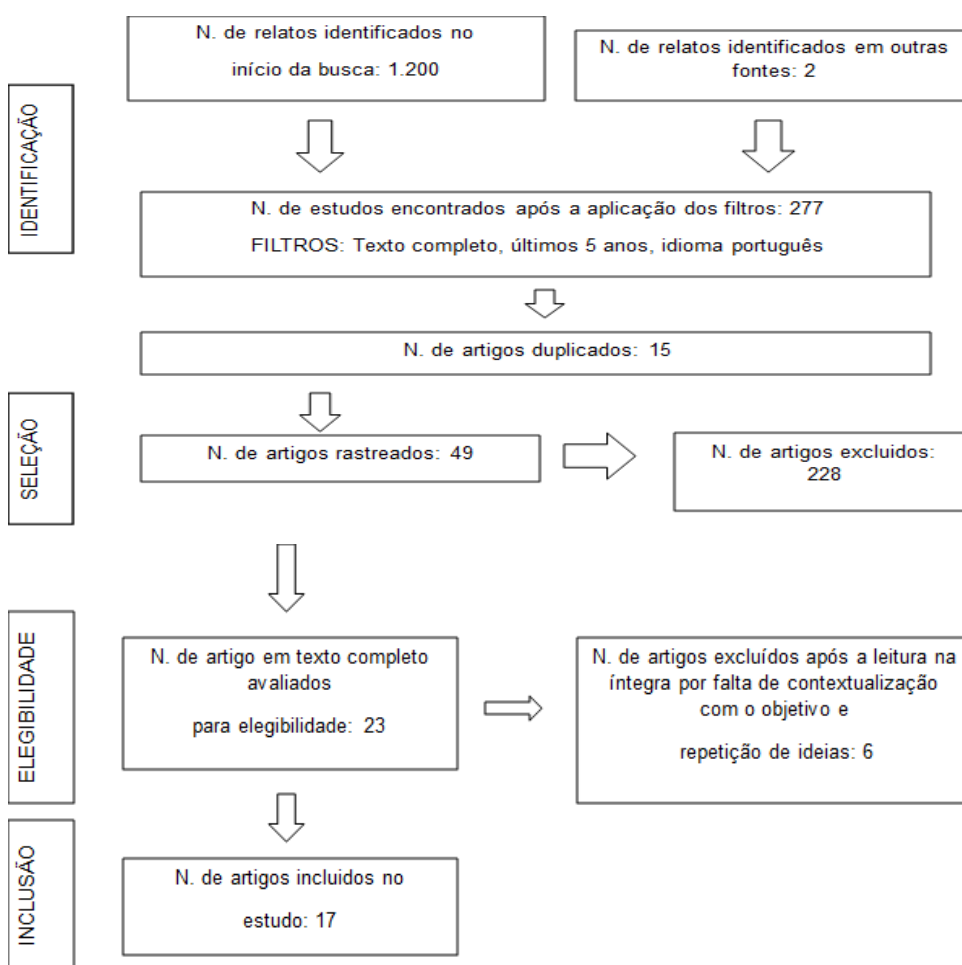 N. de relatos identificados no
início da busca: 1.200
N. de relatos identificados em outras
fontes: 2
IDENTIFICAÇÃO
N. de estudos encontrados após a aplicação dos filtros: 277
FILTROS: Texto completo, últimos 5 anos, idioma português
N. de artigos duplicados: 15
SELEÇÃO
N. de artigos rastreados: 49
N. de artigos excluidos:
228
ELEGIBILIDADE
N. de artigo em texto completo
avaliados
para elegibilidade: 23
N. de artigos excluídos após a leitura na
íntegra por falta de contextualização
com o objetivo e
repetição de ideias: 6
INCLUSÃO
N. de artigos incluidos no
estudo: 17